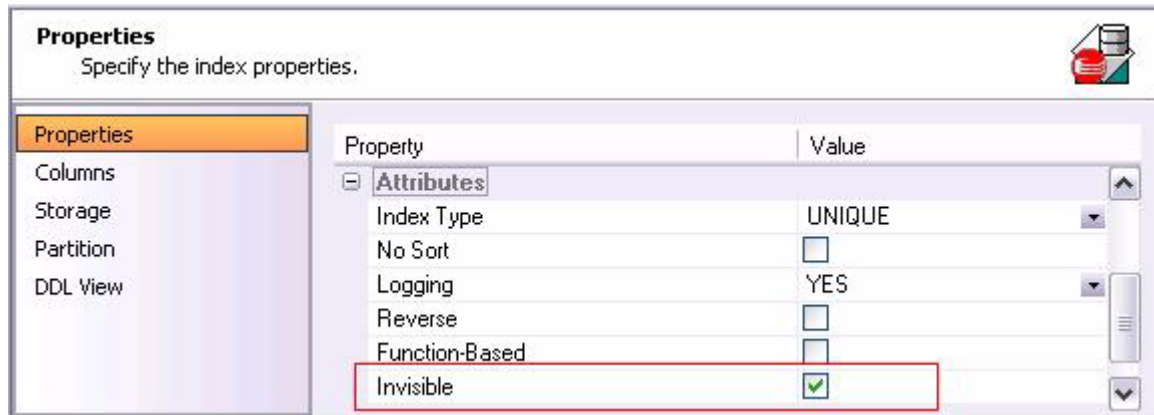 Properties
Specify the index properties.
Properties
Columns
Storage
Partition
DDL View
Property Value
Attributes
Index Type UNIQUE
No Sort
Logging YES
Reverse
Function-Based
Invisible